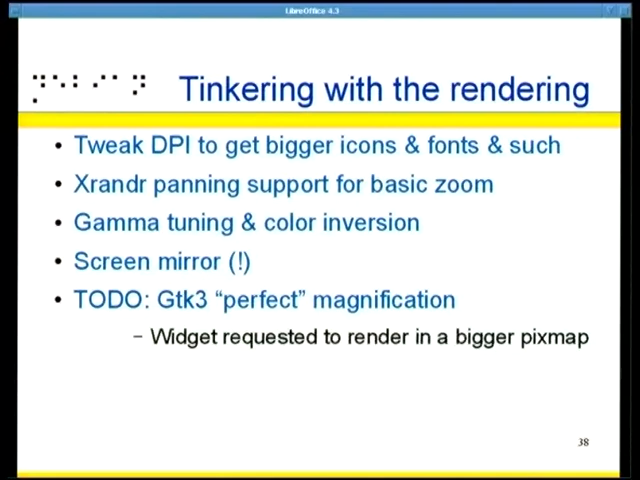 LibreOffice 4.3
Tinkering with the rendering
• Tweak DPI to get bigger icons & fonts & such
• Xrandr panning support for basic zoom
• Gamma tuning & color inversion
• Screen mirror (!)
• TODO: Gtk3 “perfect” magnification
– Widget requested to render in a bigger pixmap
38